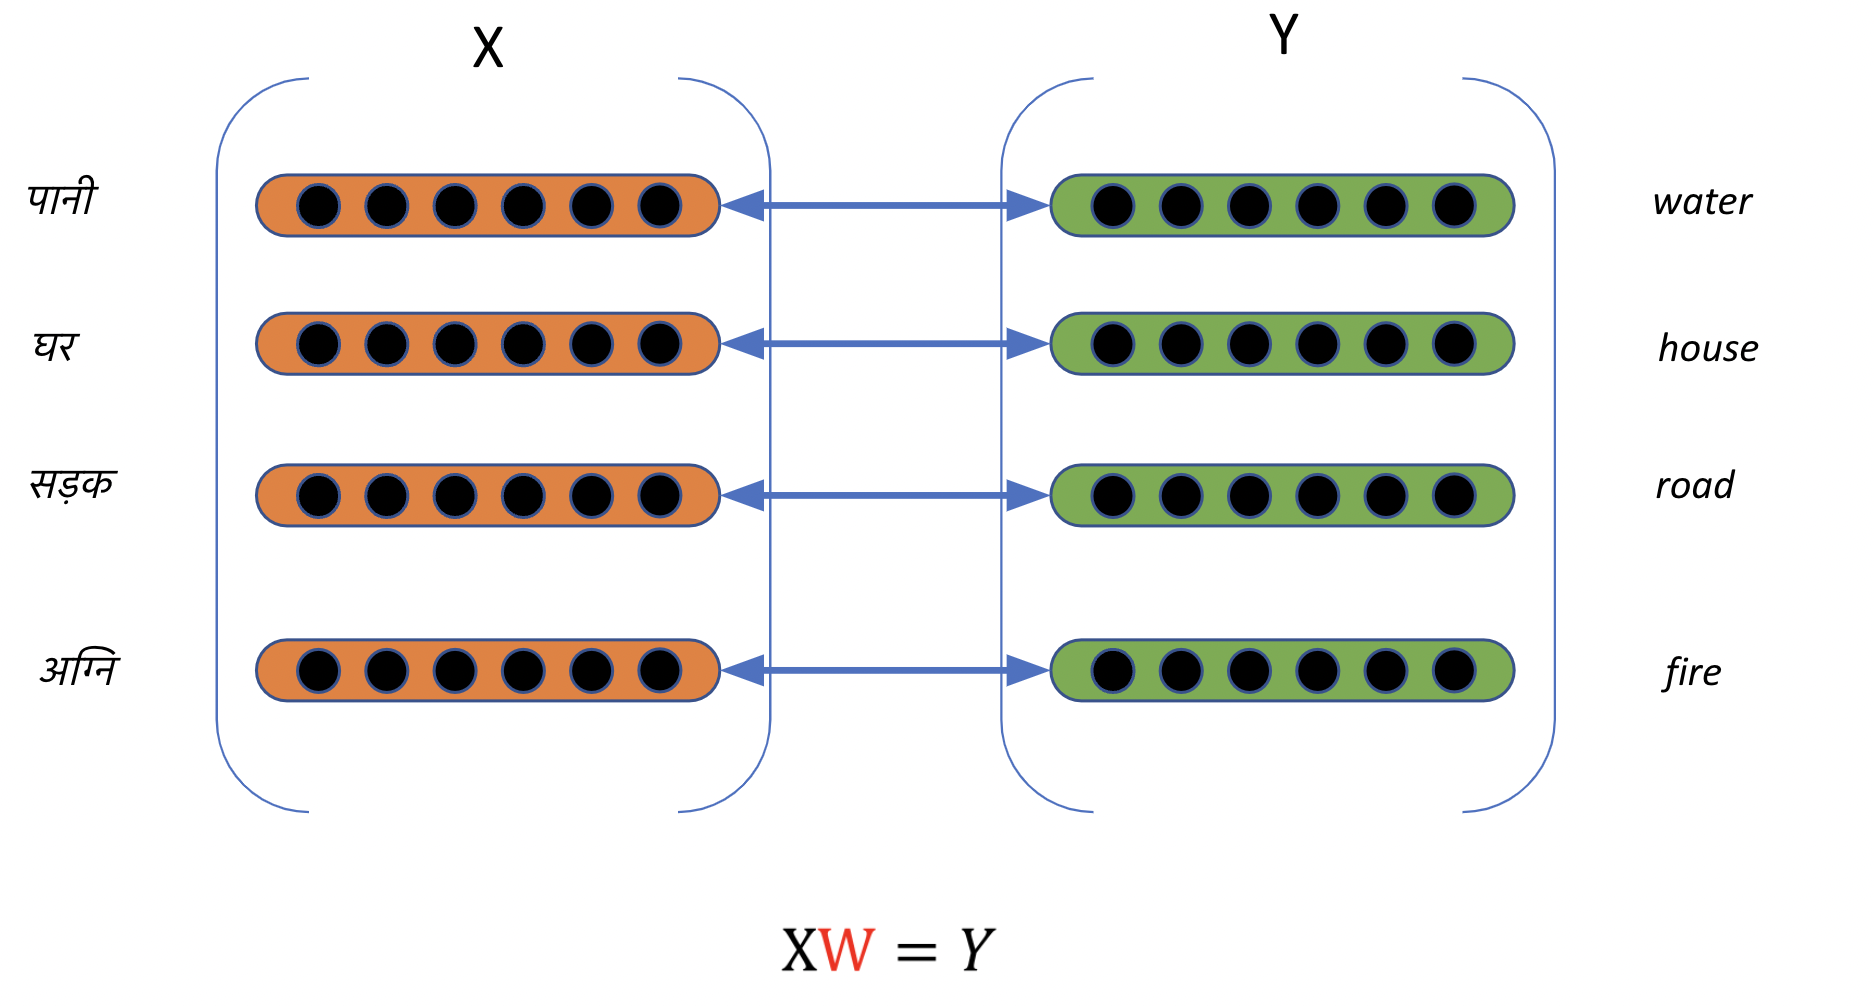 X Y
पानी water
घर house
सड़क road
अग्नि fire
XW = Y